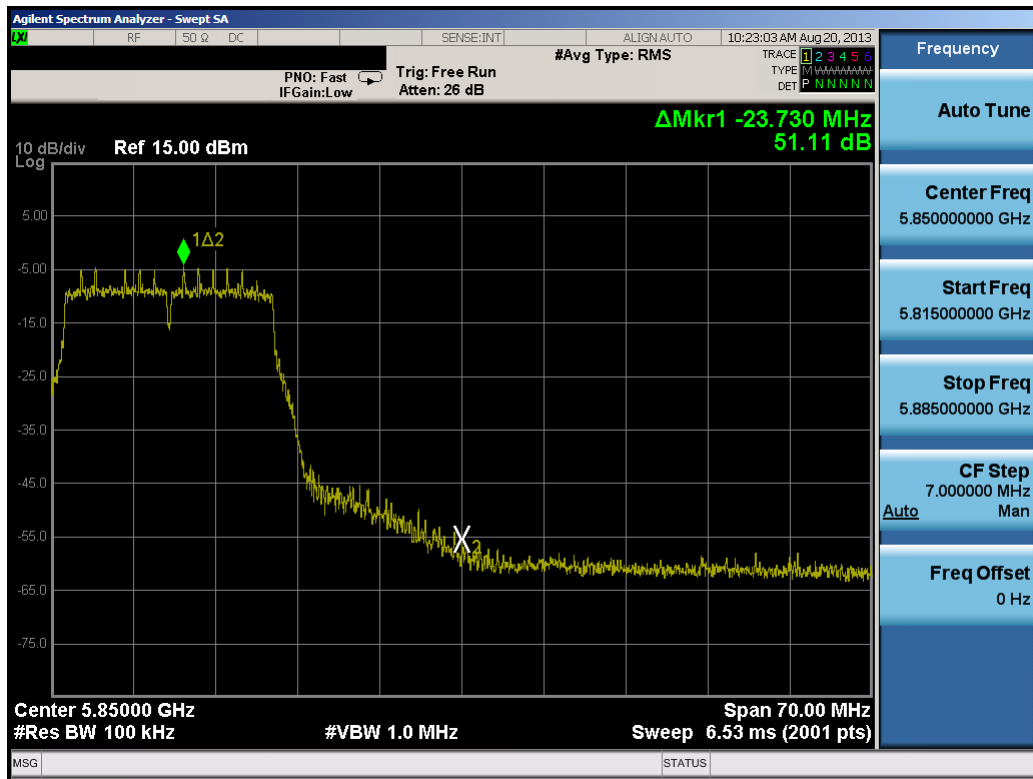 Agilent Spectrum Analyzer - Swept SA
LXI RF 50 Ω DC SENSE:INT ALIGN AUTO 10:23:03 AM Aug 20, 2013
#Avg Type: RMS
TRACE 1 2 3 4 5 6
PNO: Fast Trig: Free Run
TYPE M WWWWW
IFGain:Low Atten: 26 dB
DET P N N N N N
ΔMkr1 -23.730 MHz
51.11 dB
10 dB/div Ref 15.00 dBm
Log
5.00
1Δ2
-5.00
-15.0
-25.0
-35.0
-45.0
-55.0
X2
-65.0
-75.0
Center 5.85000 GHz Span 70.00 MHz
#Res BW 100 kHz #VBW 1.0 MHz Sweep 6.53 ms (2001 pts)
MSG STATUS
Frequency
Auto Tune
Center Freq
5.850000000 GHz
Start Freq
5.815000000 GHz
Stop Freq
5.885000000 GHz
CF Step
7.000000 MHz
Auto Man
Freq Offset
0 Hz